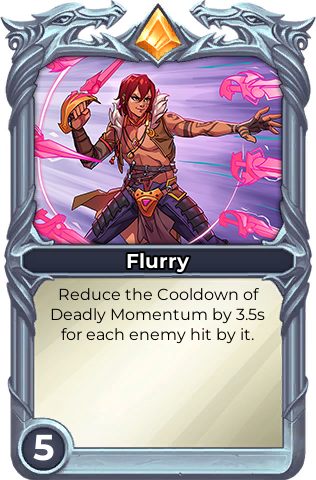 Flurry
Reduce the Cooldown of
Deadly Momentum by 3.5s
for each enemy hit by it.
5